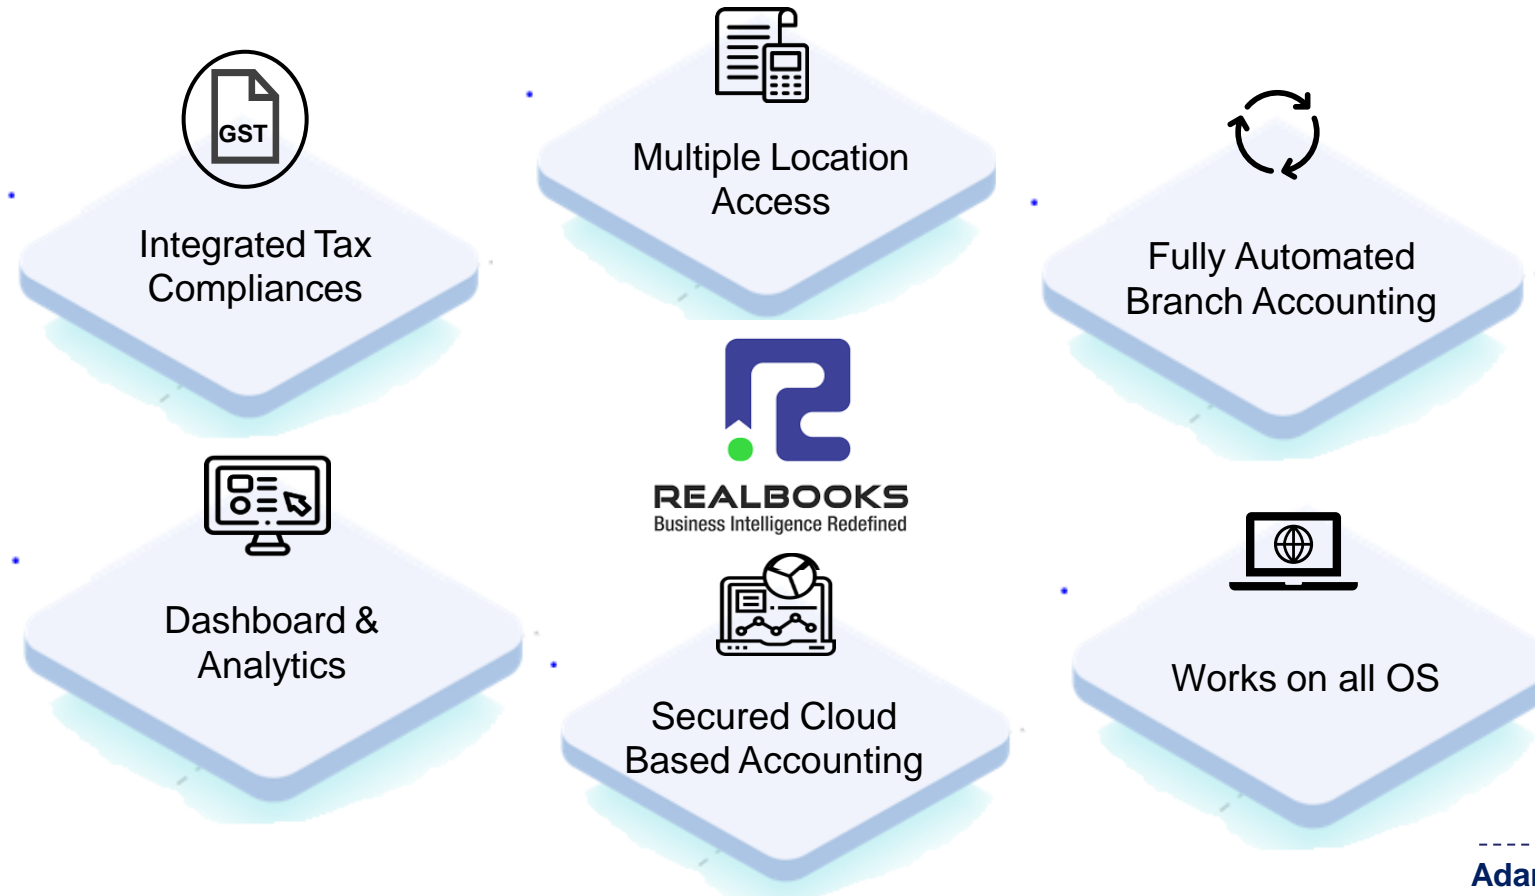 GST
Integrated Tax
Compliances
Multiple Location
Access
Fully Automated
Branch Accounting
REALBOOKS
Business Intelligence Redefined
Dashboard &
Analytics
Secured Cloud
Based Accounting
Works on all OS